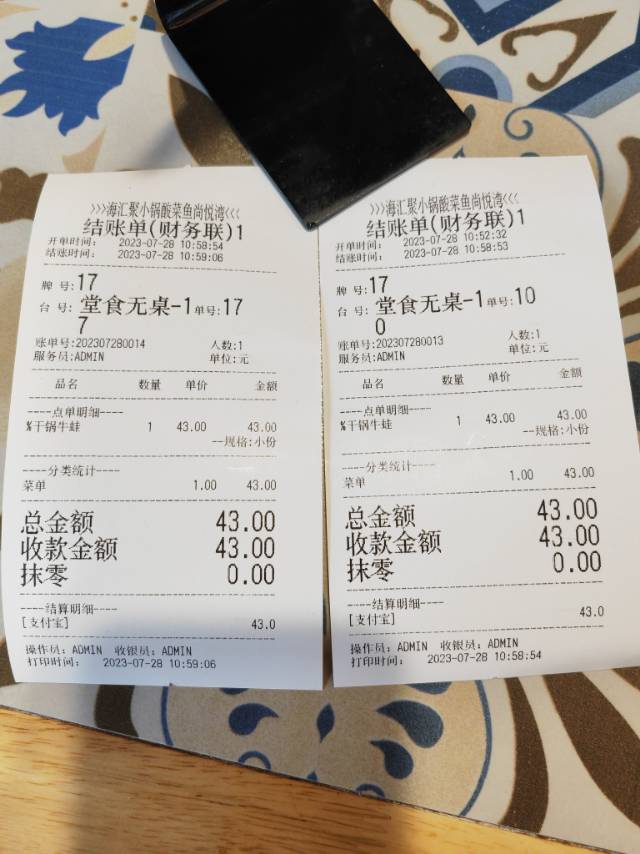 >>>海汇聚小锅酸菜鱼尚悦湾<<<
结账单(财务联)1
开单时间： 2023-07-28 10:58:54
结账时间： 2023-07-28 10:59:06
牌 号:17
台 号: 堂食无桌-1单号:17
7
账单号:202307280014 人数:1
服务员:ADMIN 单位:元
品名 数量 单价 金额
----点单明细----
%干锅牛蛙 1 43.00 43.00
--规格:小份
----分类统计----
菜单 1.00 43.00
总金额 43.00
收款金额 43.00
抹零 0.00
----结算明细----
[支付宝] 43.0
操作员: ADMIN 收银员: ADMIN
打印时间： 2023-07-28 10:59:06
>>>海汇聚小锅酸菜鱼尚悦湾<<<
结账单(财务联)1
开单时间： 2023-07-28 10:52:32
结账时间： 2023-07-28 10:58:53
牌 号:17
台 号: 堂食无桌-1单号:10
0
账单号:202307280013 人数:1
服务员:ADMIN 单位:元
品名 数量 单价 金额
----点单明细----
%干锅牛蛙 1 43.00 43.00
--规格:小份
----分类统计----
菜单 1.00 43.00
总金额 43.00
收款金额 43.00
抹零 0.00
----结算明细----
[支付宝] 43.0
操作员: ADMIN 收银员: ADMIN
打印时间： 2023-07-28 10:58:54